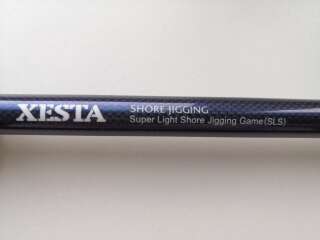 XESTA
SHORE JIGGING
Super Light Shore Jigging Game(SLS)